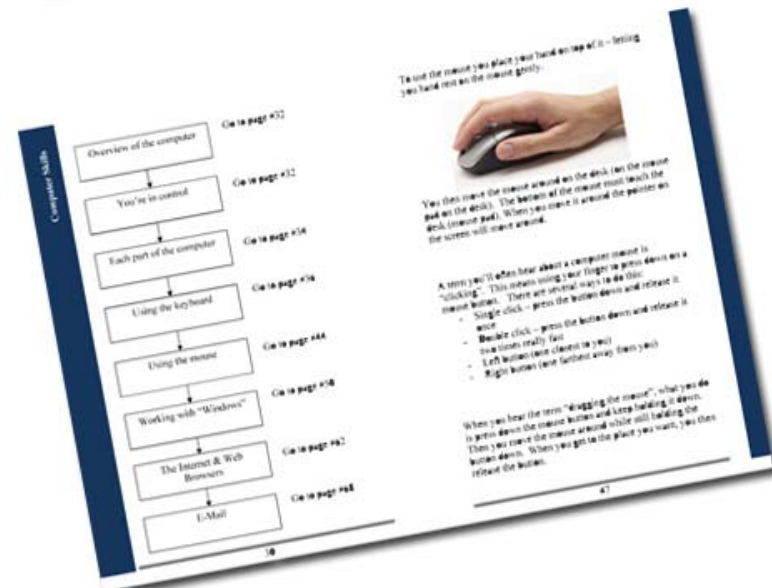 Computer Skills
Overview of the computer
Go to page #32
You're in control
Go to page #32
Each part of the computer
Go to page #34
Using the keyboard
Go to page #36
Using the mouse
Go to page #44
Working with "Windows"
Go to page #58
The Internet & Web
Browsers
Go to page #62
E-Mail
Go to page #68
30
To use the mouse you place your hand on top of it – letting
you hand rest on the mouse gently.
You then move the mouse around on the desk (on the mouse
pad on the desk). The bottom of the mouse must touch the
desk (mouse pad). When you move it around the pointer on
the screen will move around.
A term you'll often hear about a computer mouse is
"clicking". This means using your finger to press down on a
mouse button. There are several ways to do this:
- Single click – press the button down and release it
once
- Double click – press the button down and release it
two times really fast
- Left button (one closest to you)
- Right button (one farthest away from you)
When you hear the term "dragging the mouse", what you do
is press down the mouse button and keep holding it down.
Then you move the mouse around while still holding the
button down. When you get to the place you want, you then
release the button.
47